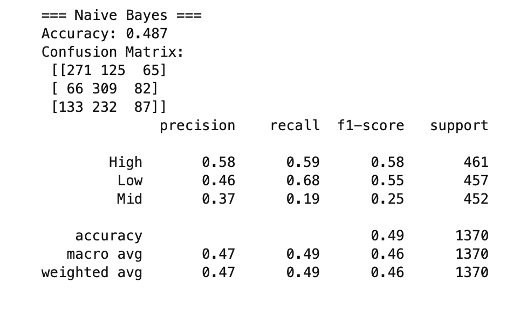 === Naive Bayes ===
Accuracy: 0.487
Confusion Matrix:
[[271 125 65]
[ 66 309 82]
[133 232 87]]
precision recall f1-score support
High 0.58 0.59 0.58 461
Low 0.46 0.68 0.55 457
Mid 0.37 0.19 0.25 452
accuracy 0.49 1370
macro avg 0.47 0.49 0.46 1370
weighted avg 0.47 0.49 0.46 1370